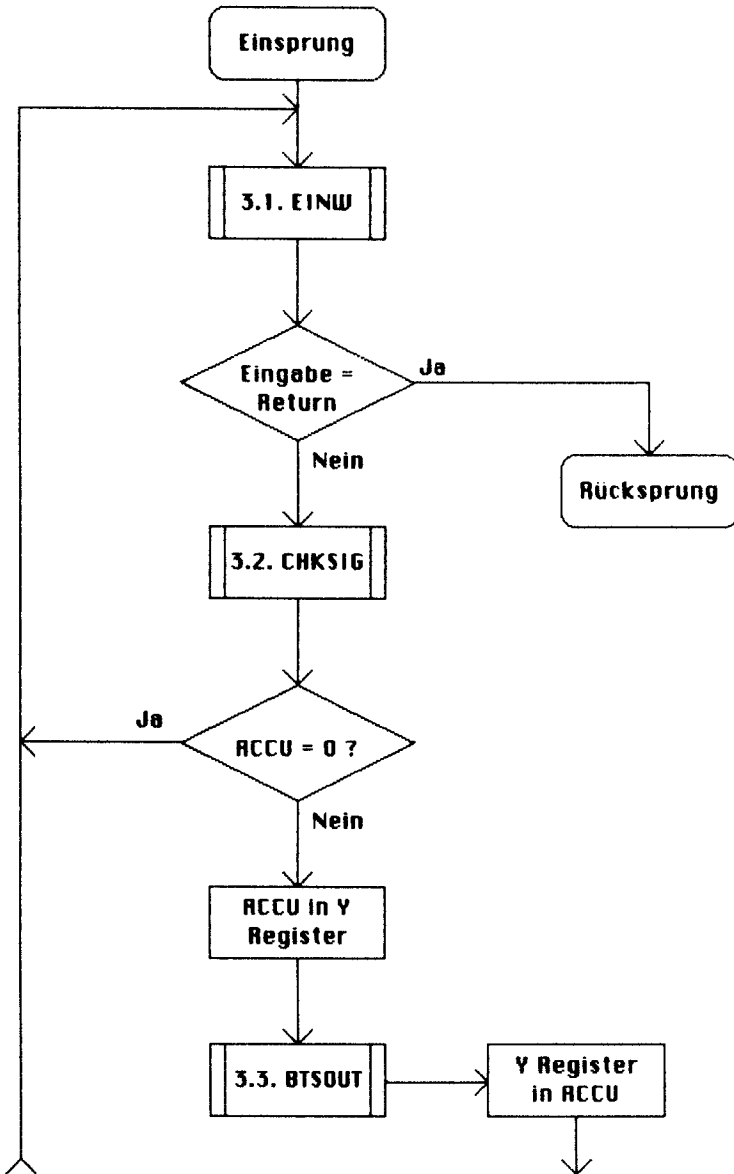 Einsprung
3.1. EINW
Eingabe =
Return
Ja
Nein
Rücksprung
3.2. CHKSIG
Ja
ACCU = 0 ?
Nein
ACCU in Y
Register
3.3. BTSOUT
Y Register
in ACCU